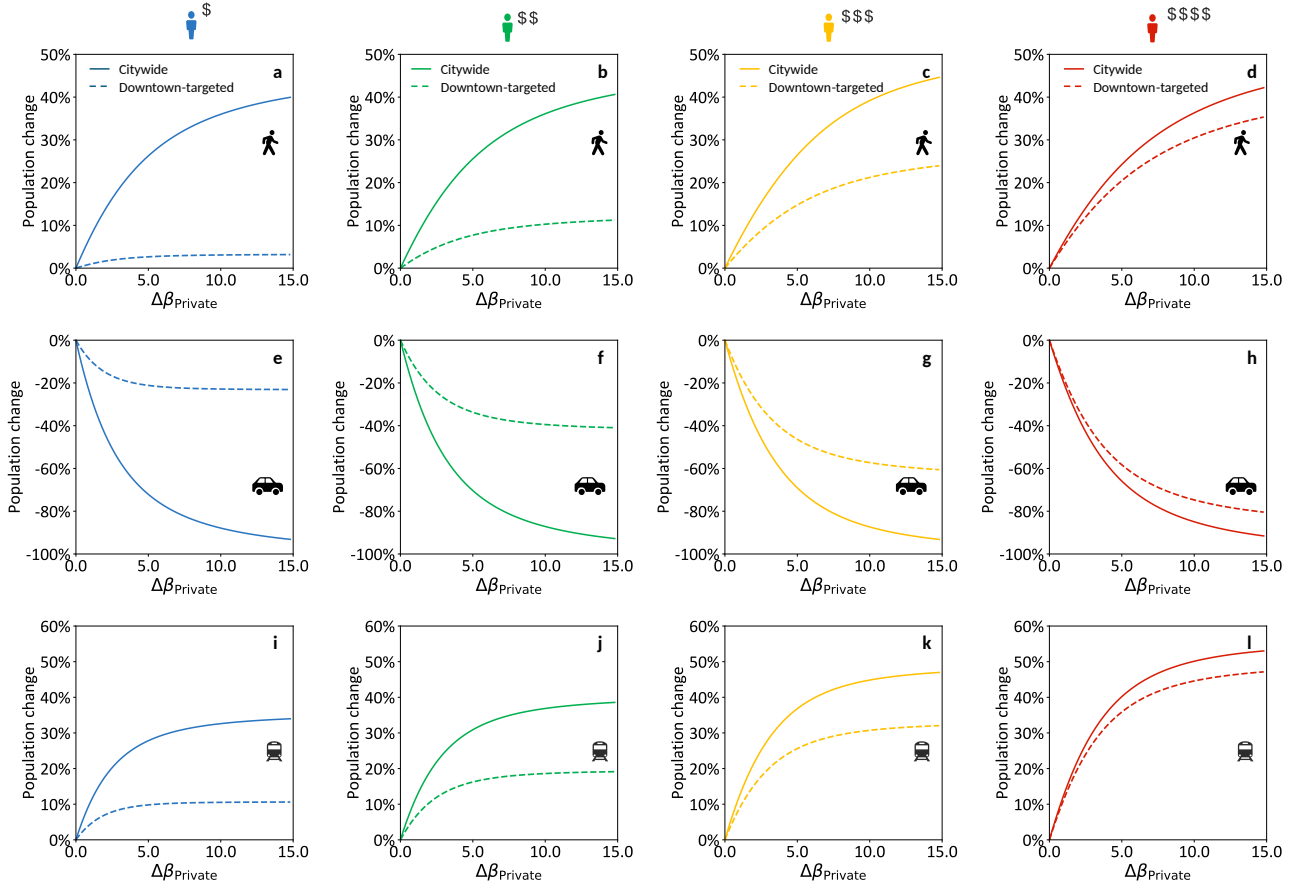 $
$$
$$$
$$$$
50%
40%
30%
20%
10%
0%
Population change
Citywide
Downtown-targeted
a
0.0
5.0
10.0
15.0
ΔβPrivate
50%
40%
30%
20%
10%
0%
Population change
Citywide
Downtown-targeted
b
0.0
5.0
10.0
15.0
ΔβPrivate
50%
40%
30%
20%
10%
0%
Population change
Citywide
Downtown-targeted
c
0.0
5.0
10.0
15.0
ΔβPrivate
50%
40%
30%
20%
10%
0%
Population change
Citywide
Downtown-targeted
d
0.0
5.0
10.0
15.0
ΔβPrivate
0%
-20%
-40%
-60%
-80%
-100%
Population change
e
0.0
5.0
10.0
15.0
ΔβPrivate
0%
-20%
-40%
-60%
-80%
-100%
Population change
f
0.0
5.0
10.0
15.0
ΔβPrivate
0%
-20%
-40%
-60%
-80%
-100%
Population change
g
0.0
5.0
10.0
15.0
ΔβPrivate
0%
-20%
-40%
-60%
-80%
-100%
Population change
h
0.0
5.0
10.0
15.0
ΔβPrivate
60%
50%
40%
30%
20%
10%
0%
Population change
i
0.0
5.0
10.0
15.0
ΔβPrivate
60%
50%
40%
30%
20%
10%
0%
Population change
j
0.0
5.0
10.0
15.0
ΔβPrivate
60%
50%
40%
30%
20%
10%
0%
Population change
k
0.0
5.0
10.0
15.0
ΔβPrivate
60%
50%
40%
30%
20%
10%
0%
Population change
l
0.0
5.0
10.0
15.0
ΔβPrivate